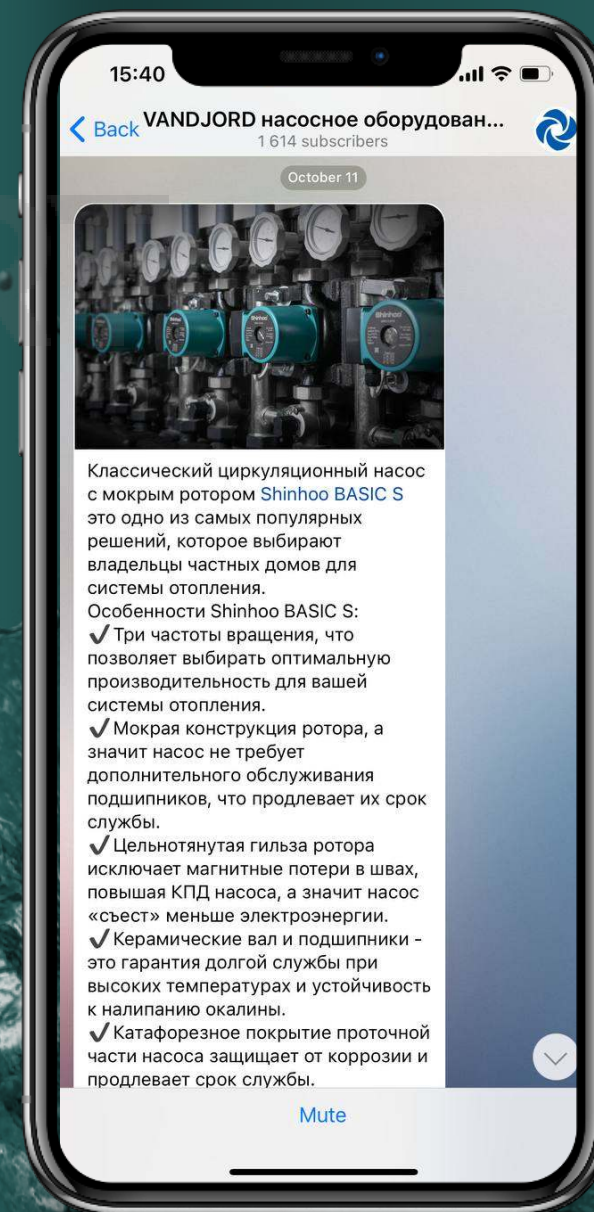 15:40
Back
VANDJORD насосное оборудован...
1 614 subscribers
October 11
Shinhoo
Shinhoo
Классический циркуляционный насос
с мокрым ротором Shinhoo BASIC S
это одно из самых популярных
решений, которое выбирают
владельцы частных домов для
системы отопления.
Особенности Shinhoo BASIC S:
✔Три частоты вращения, что
позволяет выбирать оптимальную
производительность для вашей
системы отопления.
✔Мокрая конструкция ротора, а
значит насос не требует
дополнительного обслуживания
подшипников, что продлевает их срок
службы.
✔Цельнотянутая гильза ротора
исключает магнитные потери в швах,
повышая КПД насоса, а значит насос
«съест» меньше электроэнергии.
✔Керамические вал и подшипники -
это гарантия долгой службы при
высоких температурах и устойчивость
к налипанию окалины.
✔Катафорезное покрытие проточной
части насоса защищает от коррозии и
продлевает срок службы.
Mute